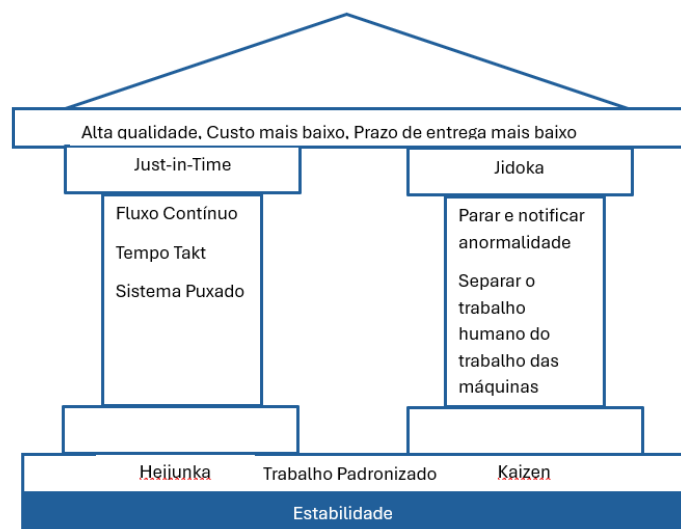 Alta qualidade, Custo mais baixo, Prazo de entrega mais baixo
Just-in-Time
Fluxo Contínuo
Tempo Takt
Sistema Puxado
Jidoka
Parar e notificar
anormalidade
Separar o
trabalho
humano do
trabalho das
máquinas
Heijunka
Trabalho Padronizado
Kaizen
Estabilidade